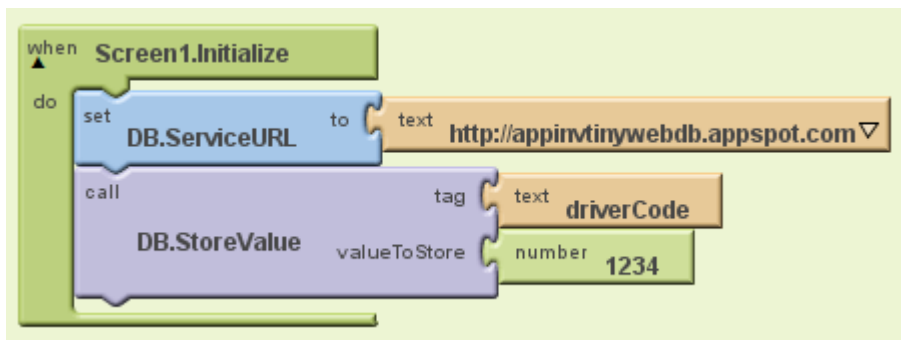 when Screen1.Initialize
do
set DB.ServiceURL to text http://appinvtinywebdb.appspot.com
call DB.StoreValue
tag text driverCode
valueToStore number 1234